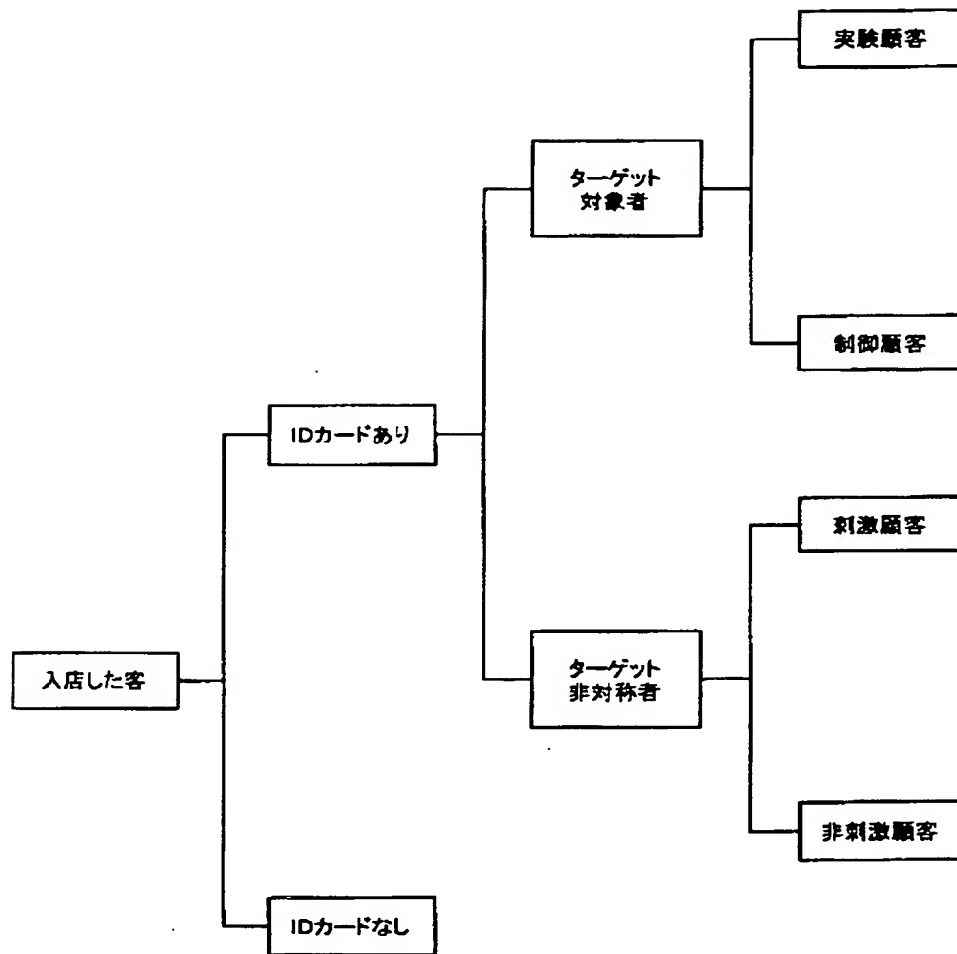 実験顧客
ターゲット
対象者
制御顧客
IDカードあり
刺激顧客
入店した客
ターゲット
非対称者
非刺激顧客
IDカードなし